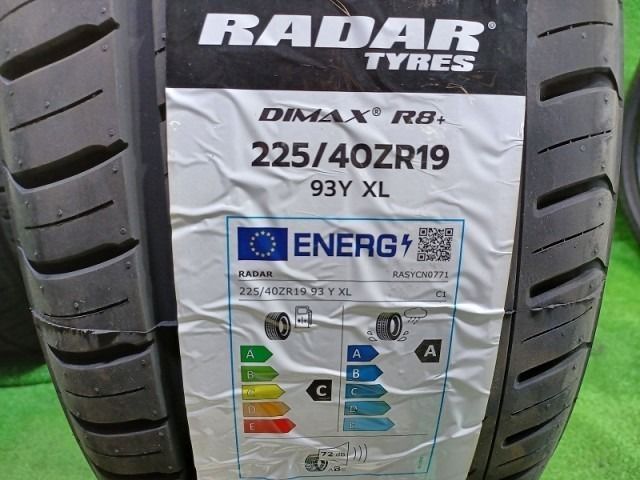 RADAR®
TYRES
DIMAX® R8+
225/40ZR19
93Y XL
ENERG
RADAR RASYCN0771
225/40ZR19 93 Y XL C1
A A A
B B
C C C
D D
E E
72 dB